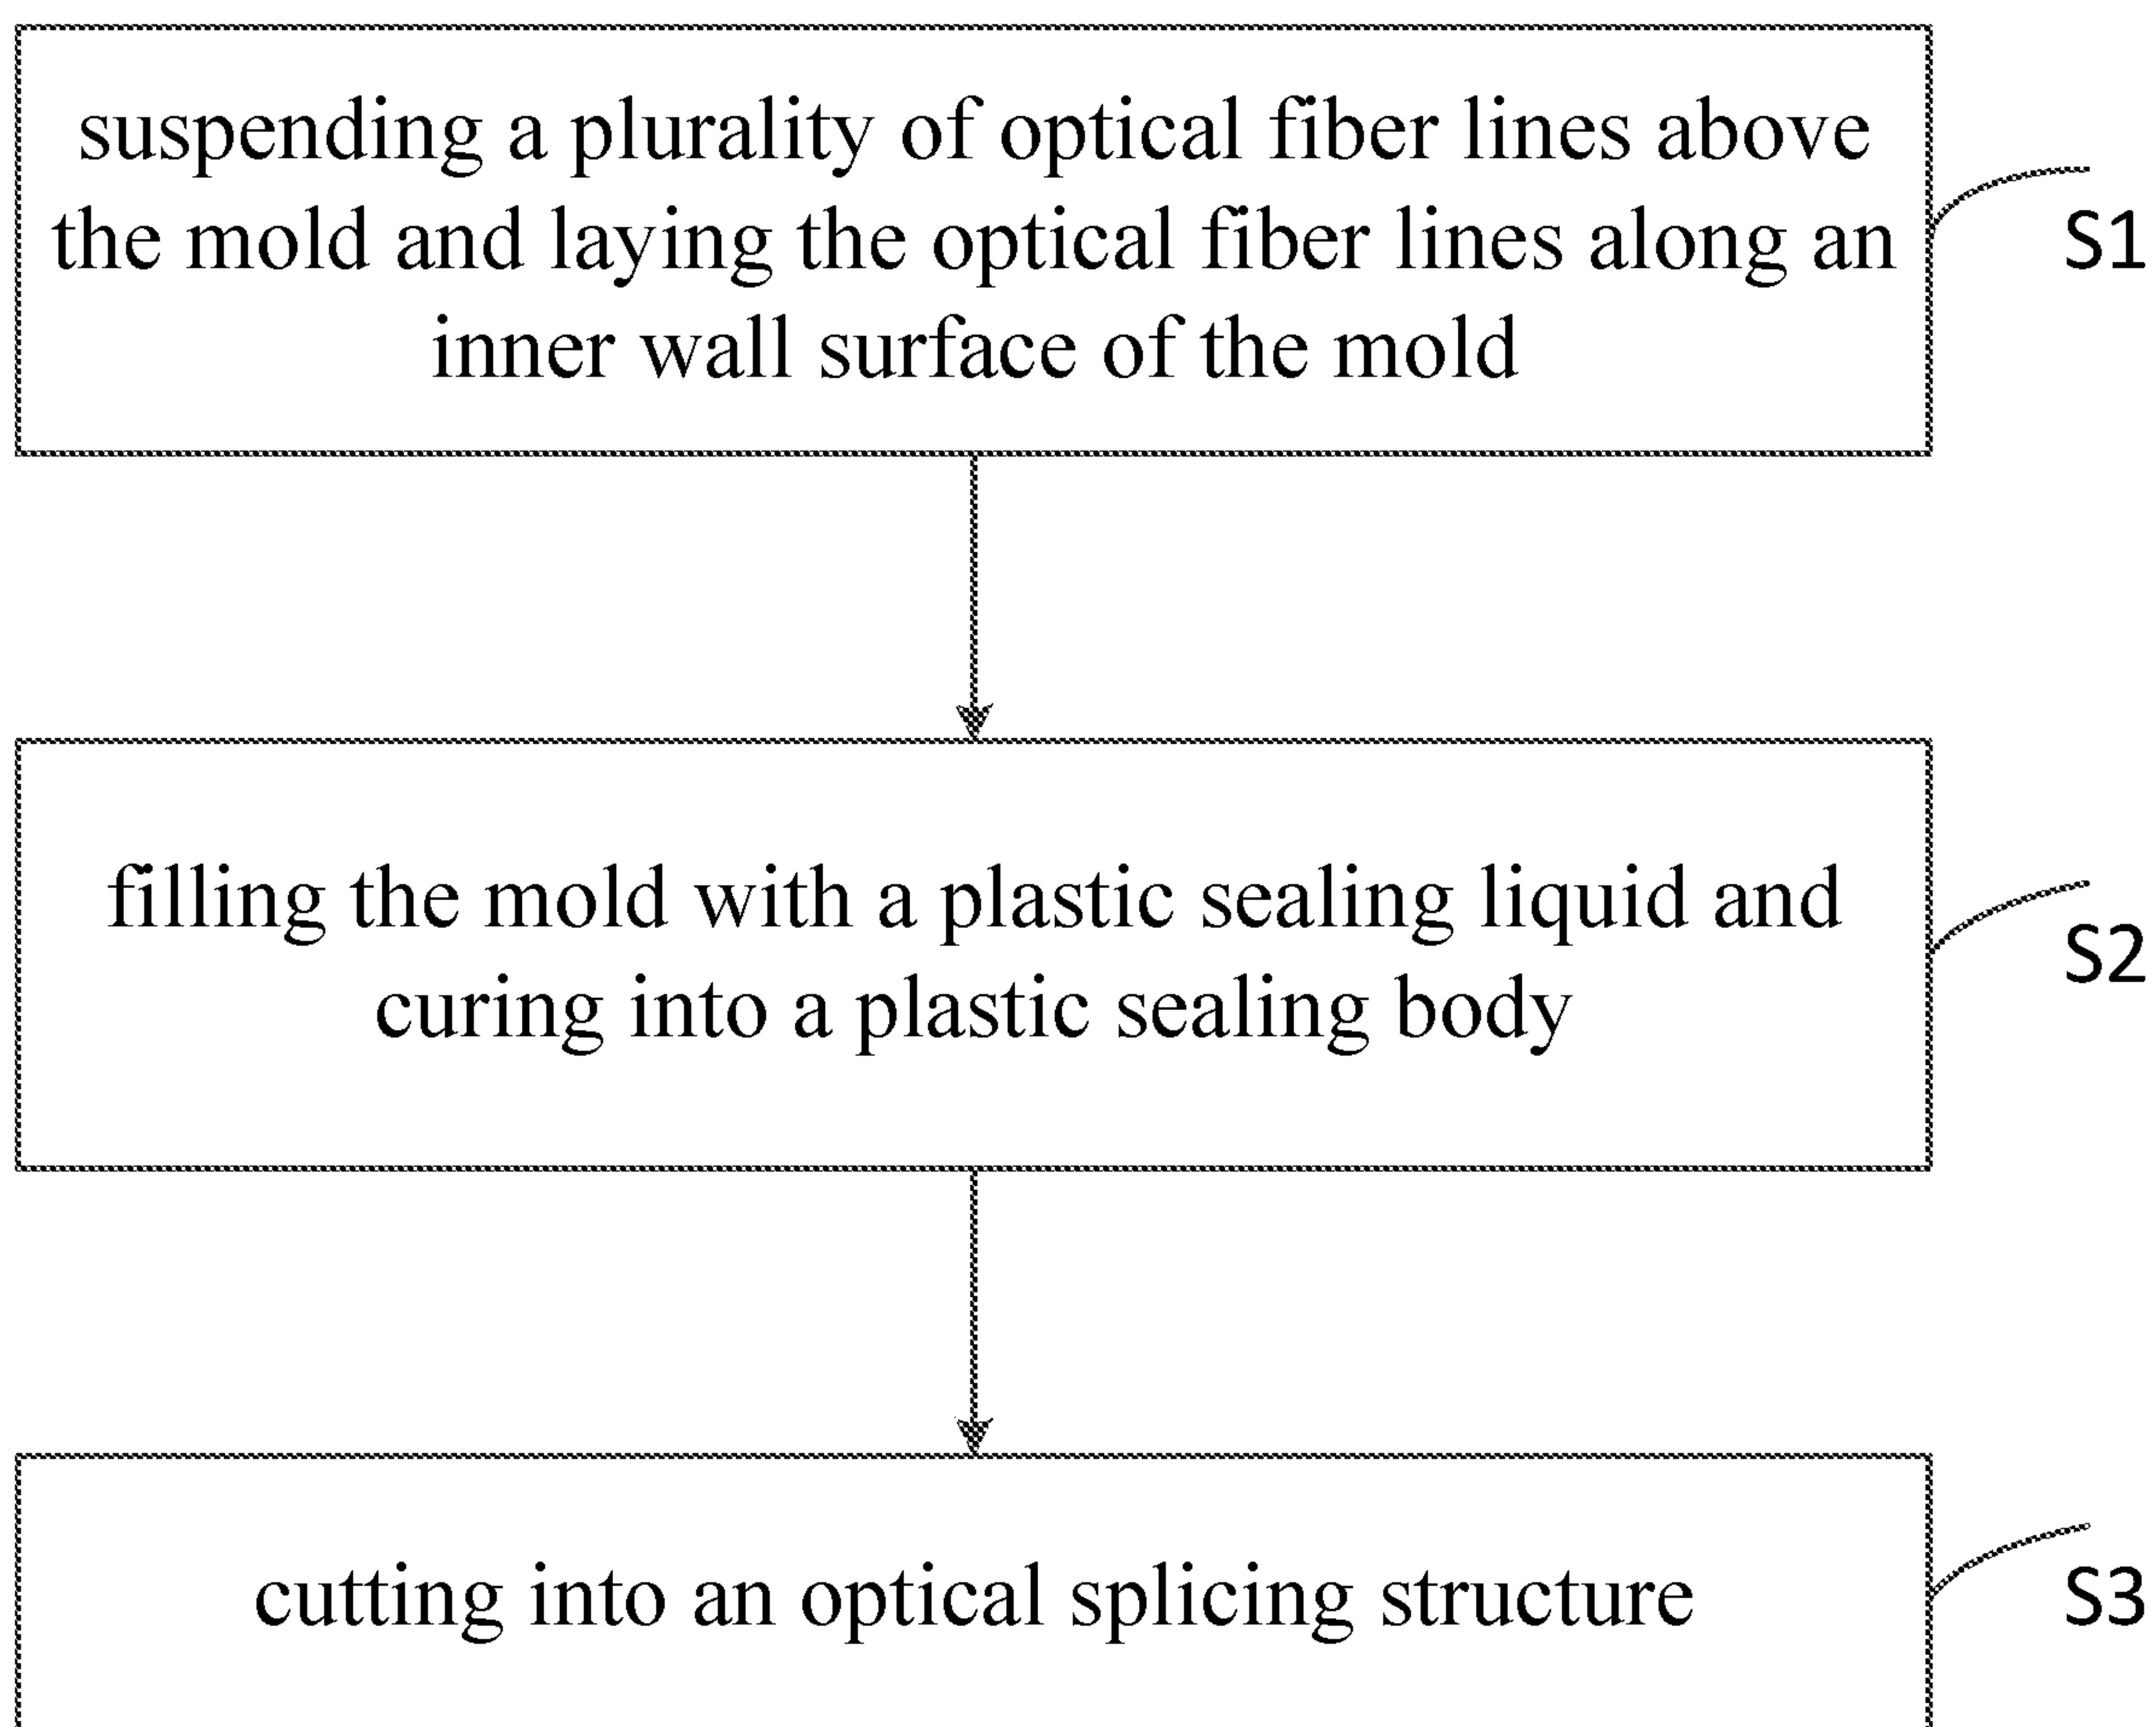 suspending a plurality of optical fiber lines above
the mold and laying the optical fiber lines along an
inner wall surface of the mold
S1
filling the mold with a plastic sealing liquid and
curing into a plastic sealing body
S2
cutting into an optical splicing structure
S3